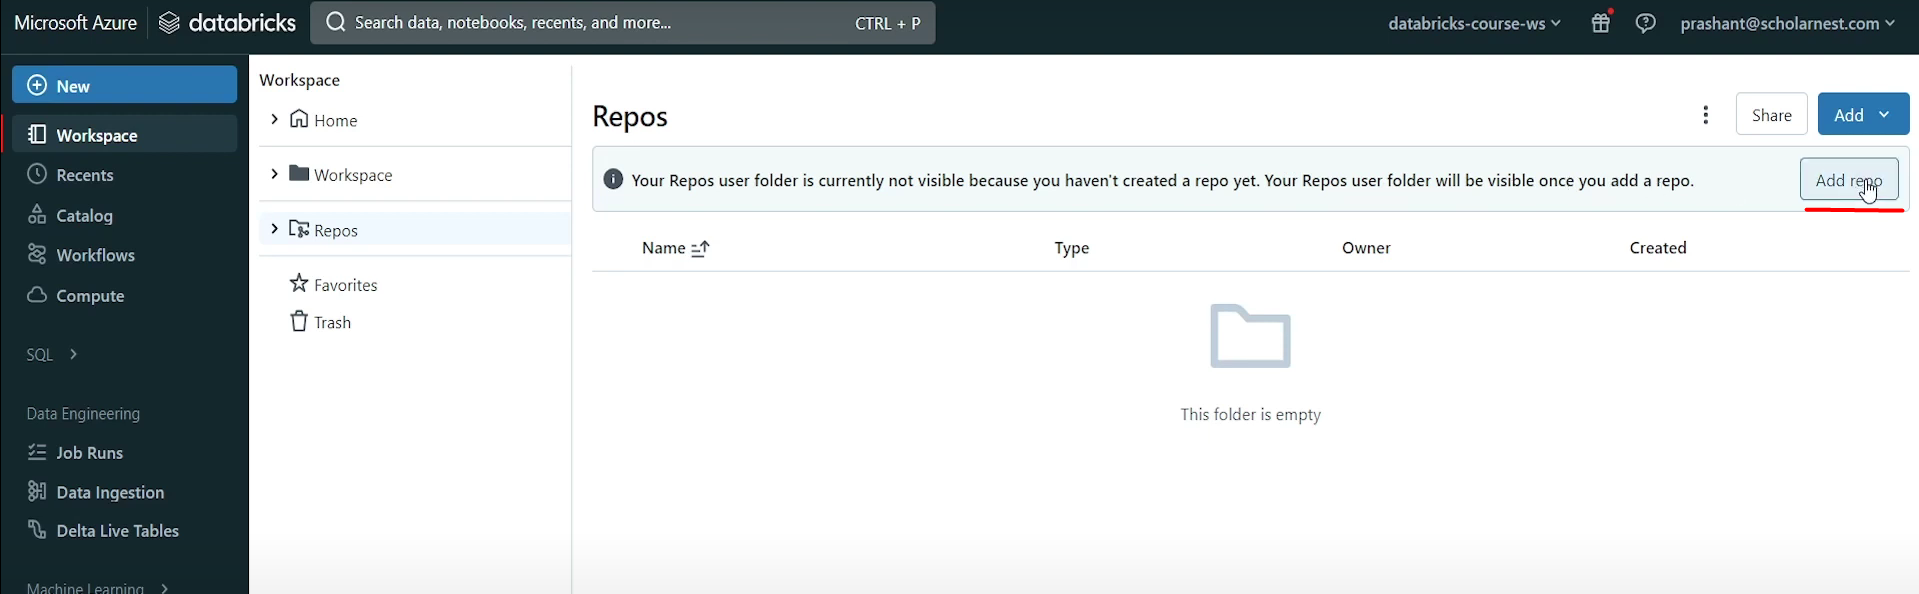 Microsoft Azure databricks Search data, notebooks, recents, and more... CTRL + P databricks-course-ws prashant@scholarnest.com
New
Workspace
Recents
Catalog
Workflows
Compute
SQL
Data Engineering
Job Runs
Data Ingestion
Delta Live Tables
Machine Learning
Workspace
Home
Workspace
Repos
Favorites
Trash
Repos
Share
Add
Your Repos user folder is currently not visible because you haven't created a repo yet. Your Repos user folder will be visible once you add a repo.
Add repo
Name Type Owner Created
This folder is empty